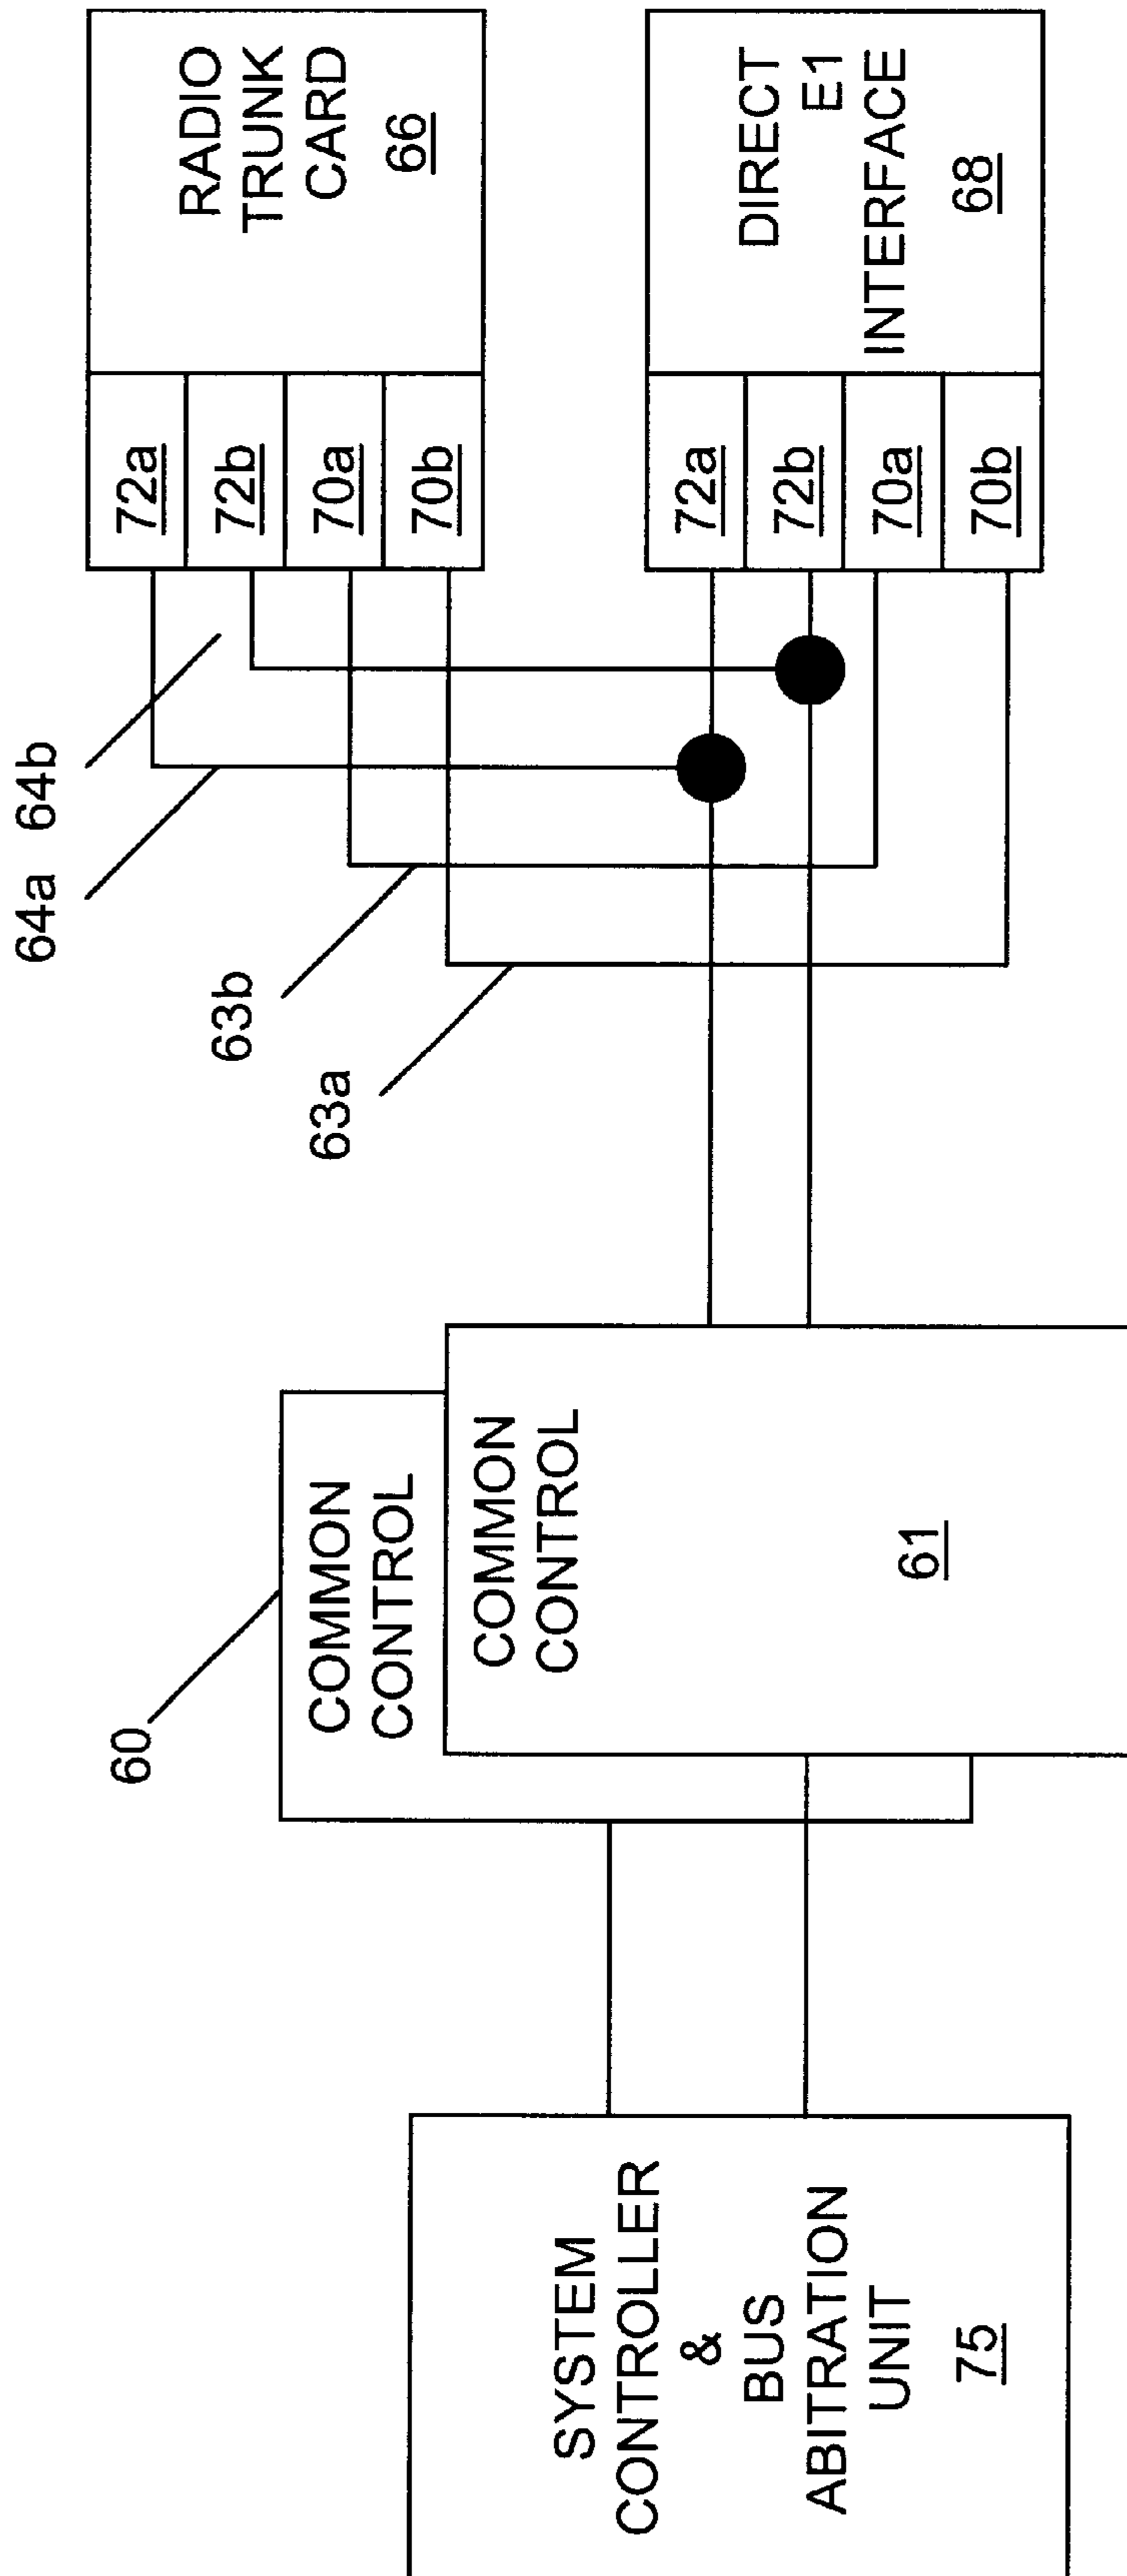 SYSTEM
CONTROLLER
&
BUS
ABITRATION
UNIT
75
60
COMMON
CONTROL
COMMON
CONTROL
61
64a
64b
63b
63a
72a
72b
70a
70b
RADIO
TRUNK
CARD
66
72a
72b
70a
70b
DIRECT
E1
INTERFACE
68